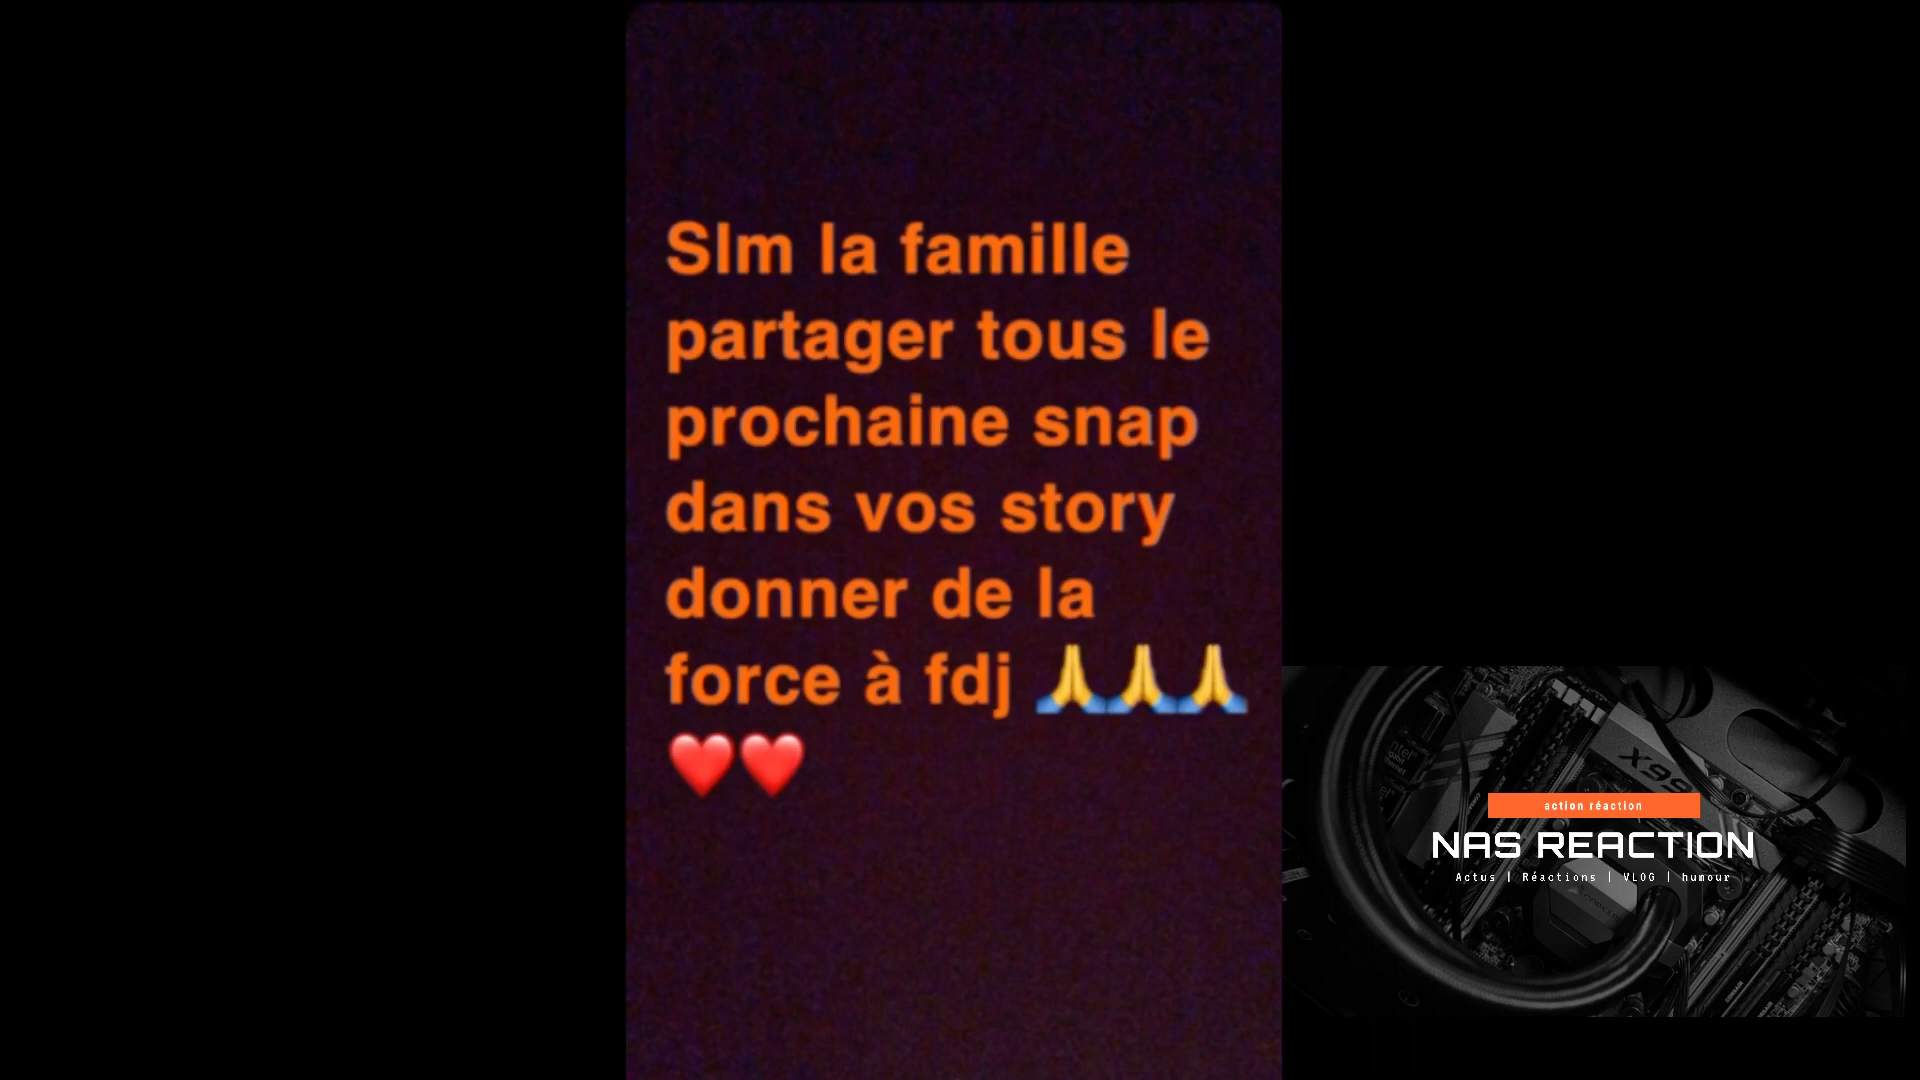 Slm la famille
partager tous le
prochaine snap
dans vos story
donner de la
force à fdj 🙏🙏🙏
❤️❤️
X99
action réaction
NAS REACTION
Actus | Réactions | VLOG | humour